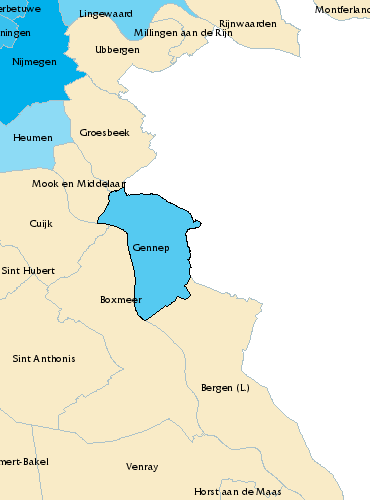 erbetuwe
Lingewaard
Montferland
Rijnwaarden
Millingen aan de Rijn
ningen
Ubbergen
Nijmegen
Groesbeek
Heumen
Mook en Middelaar
Cuijk
Gennep
Sint Hubert
Boxmeer
Sint Anthonis
Bergen (L.)
mert-Bakel
Venray
Horst aan de Maas